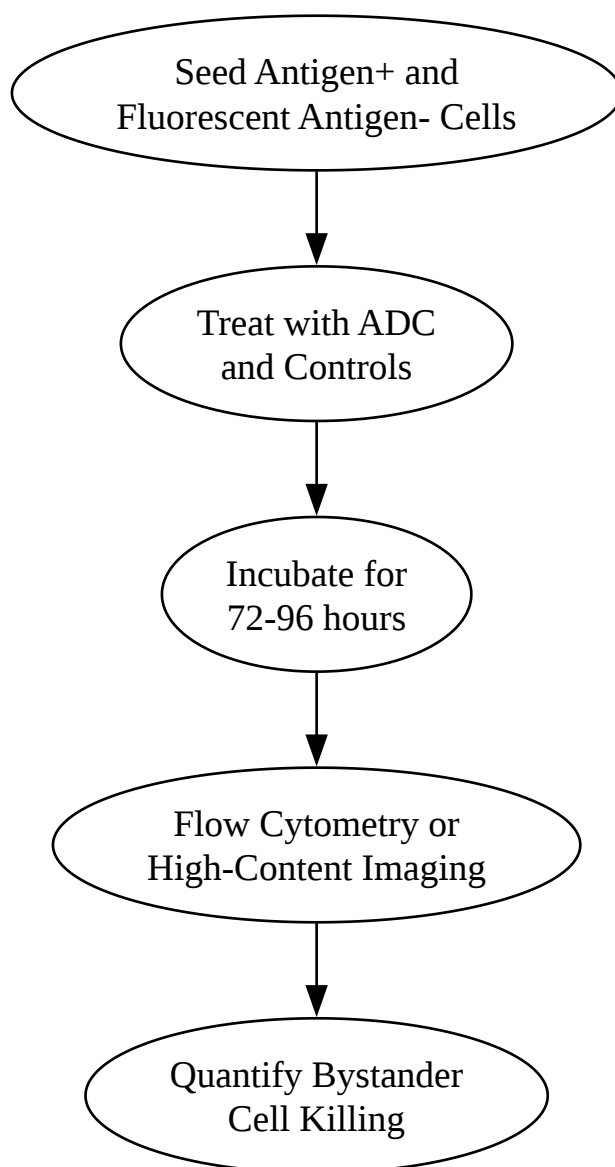 Seed Antigen+ and
Fluorescent Antigen- Cells
Treat with ADC
and Controls
Incubate for
72-96 hours
Flow Cytometry or
High-Content Imaging
Quantify Bystander
Cell Killing